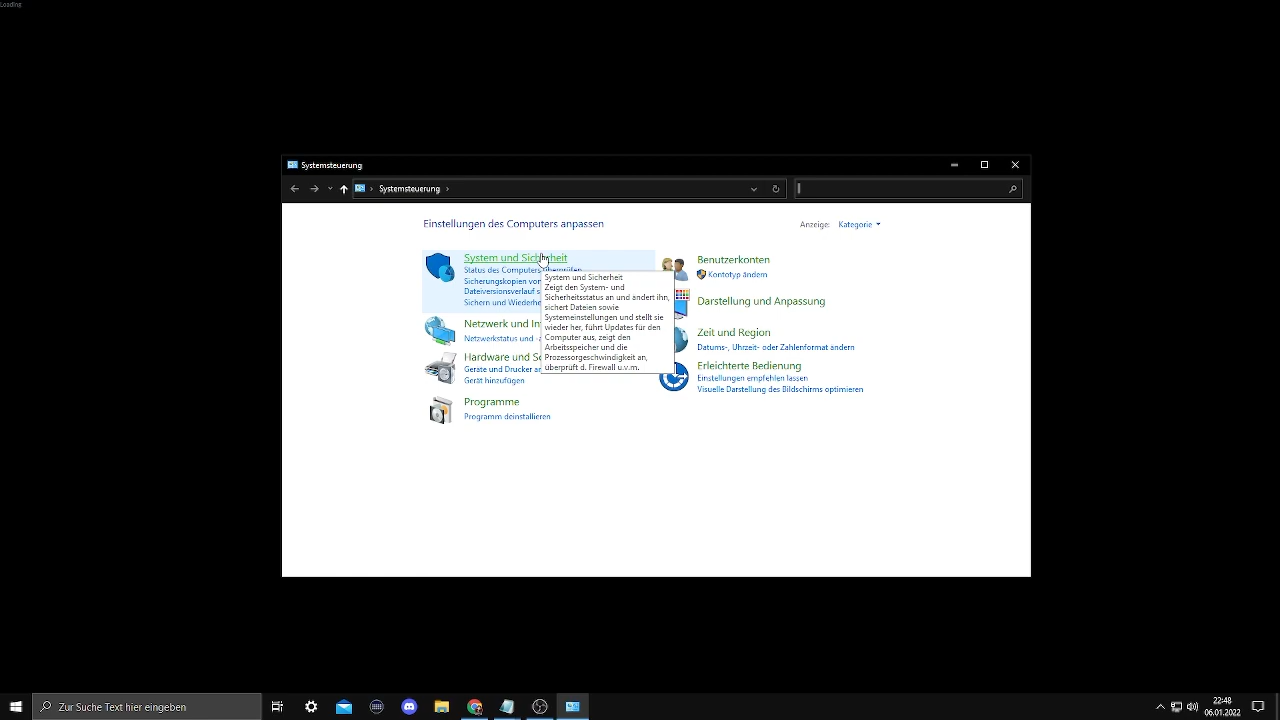 Loading
Systemsteuerung
Systemsteuerung
Einstellungen des Computers anpassen
Anzeige: Kategorie
System und Sicherheit
Status des Computers überprüfen
Sicherungskopien von
Dateiversionsverlauf s
Sichern und Wiederhe
System und Sicherheit
Zeigt den System- und
Sicherheitsstatus an und ändert ihn,
sichert Dateien sowie
Systemeinstellungen und stellt sie
wieder her, führt Updates für den
Computer aus, zeigt den
Arbeitsspeicher und die
Prozessorgeschwindigkeit an,
überprüft d. Firewall u.v.m.
Netzwerk und In
Netzwerkstatus und -a
Hardware und So
Geräte und Drucker an
Gerät hinzufügen
Programme
Programm deinstallieren
Benutzerkonten
Kontotyp ändern
Darstellung und Anpassung
Zeit und Region
Datums-, Uhrzeit- oder Zahlenformat ändern
Erleichterte Bedienung
Einstellungen empfehlen lassen
Visuelle Darstellung des Bildschirms optimieren
Zur Suche Text hier eingeben
22:48
06.01.2022